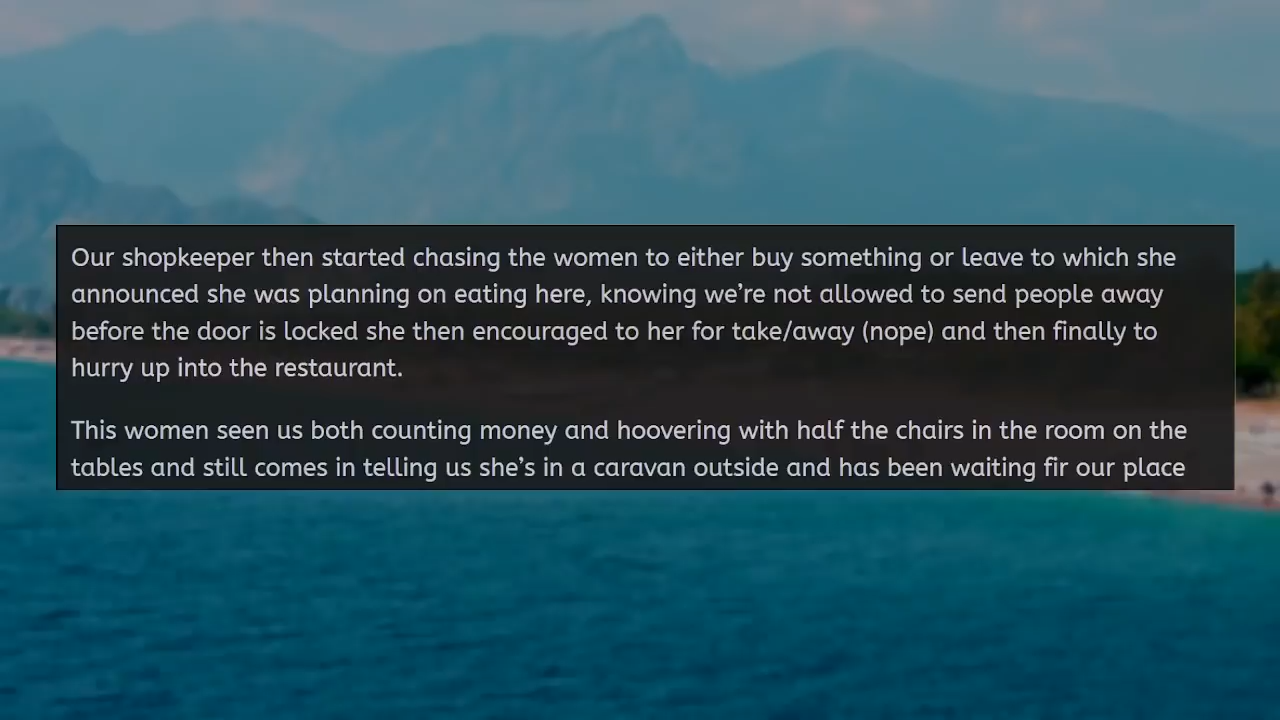 Our shopkeeper then started chasing the women to either buy something or leave to which she
announced she was planning on eating here, knowing we’re not allowed to send people away
before the door is locked she then encouraged to her for take/away (nope) and then finally to
hurry up into the restaurant.
This women seen us both counting money and hoovering with half the chairs in the room on the
tables and still comes in telling us she’s in a caravan outside and has been waiting fir our place